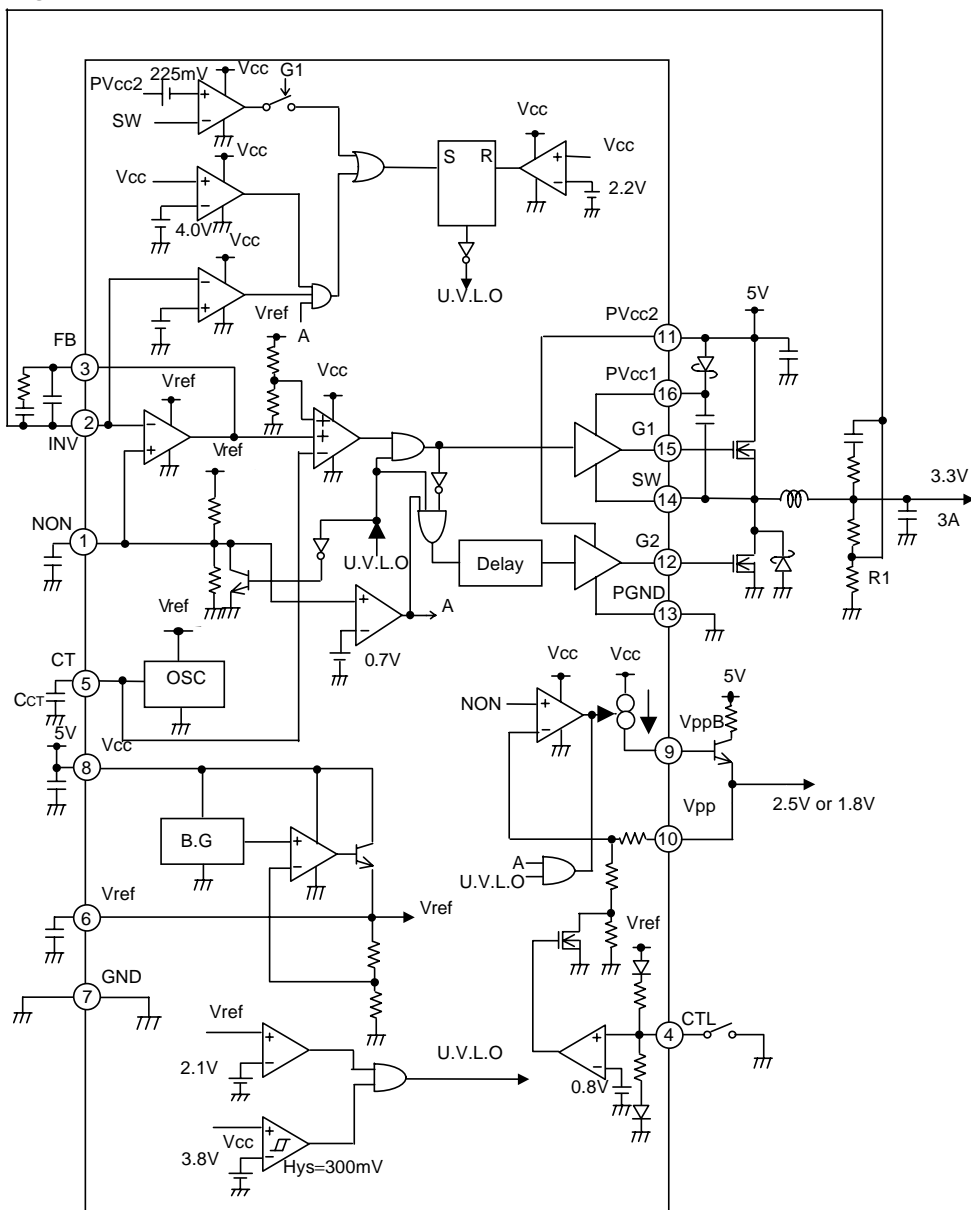 225mV
Vcc
G1
PVcc2
+
−
SW
Vcc
Vcc
+
−
4.0V
S
R
Vcc
+
−
Vcc
2.2V
U.V.L.O
Vcc
−
+
Vref
A
FB
3
2
INV
Vref
−
+
Vref
Vcc
+
+
−
NON
1
U.V.L.O
Delay
+
−
A
0.7V
Vref
CT
5
CCT
OSC
5V
PVcc2
11
PVcc1
16
G1
15
SW
14
G2
12
PGND
13
3.3V
3A
R1
5V
Vcc
8
B.G
+
−
Vref
6
Vref
GND
7
NON
Vcc
+
−
Vcc
VppB
9
5V
Vpp
2.5V or 1.8V
10
A
U.V.L.O
Vref
+
−
0.8V
CTL
4
Vref
+
−
2.1V
U.V.L.O
Vcc
+
−
3.8V
Hys=300mV